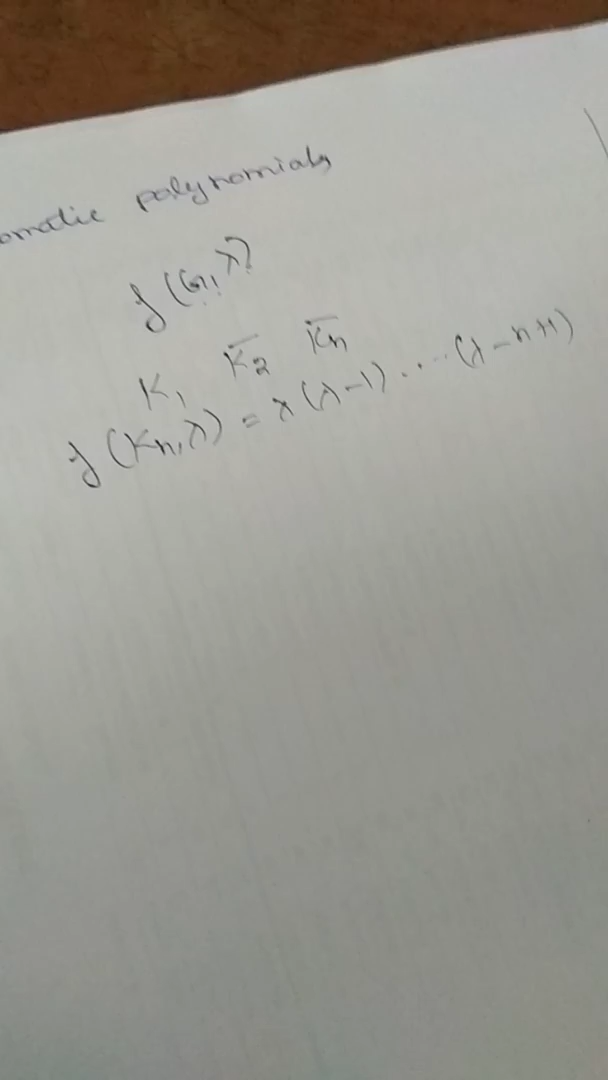 omatic polynomials
f(G, λ)
K₁ K̅₂ K̅n
f(Kn, λ) = λ(λ-1)....(λ-n+1)